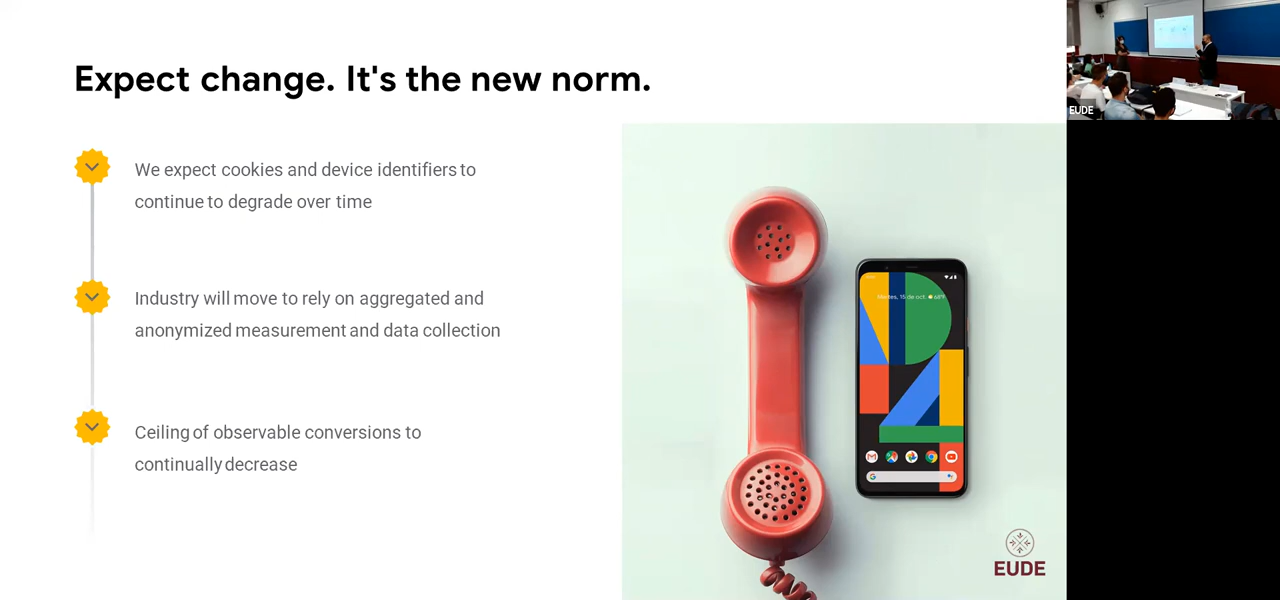 Expect change. It's the new norm.
We expect cookies and device identifiers to
continue to degrade over time
Industry will move to rely on aggregated and
anonymized measurement and data collection
Ceiling of observable conversions to
continually decrease
EUDE
EUDE